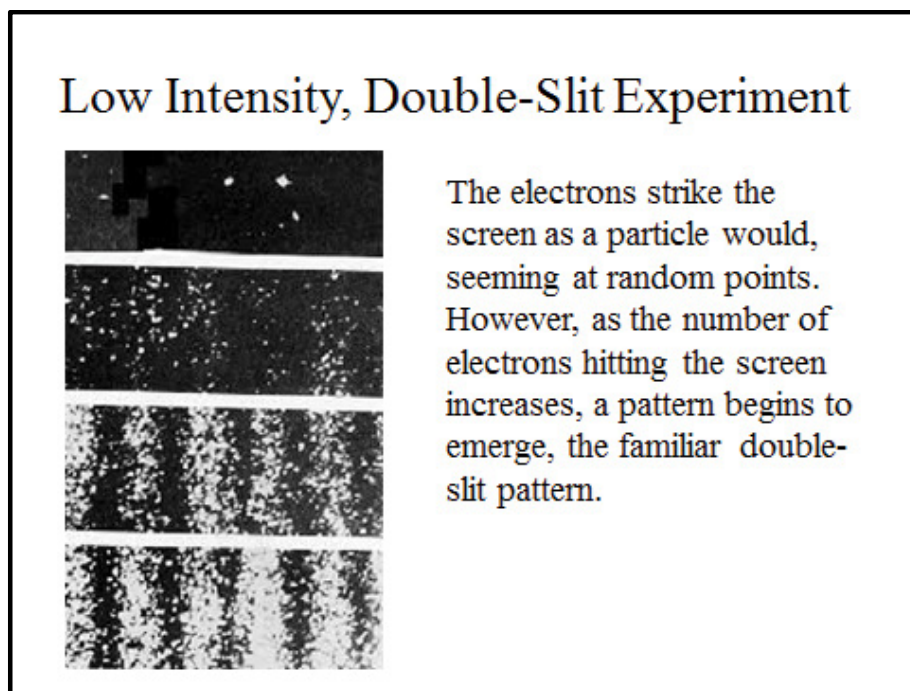 Low Intensity, Double-Slit Experiment
The electrons strike the
screen as a particle would,
seeming at random points.
However, as the number of
electrons hitting the screen
increases, a pattern begins to
emerge, the familiar double-
slit pattern.